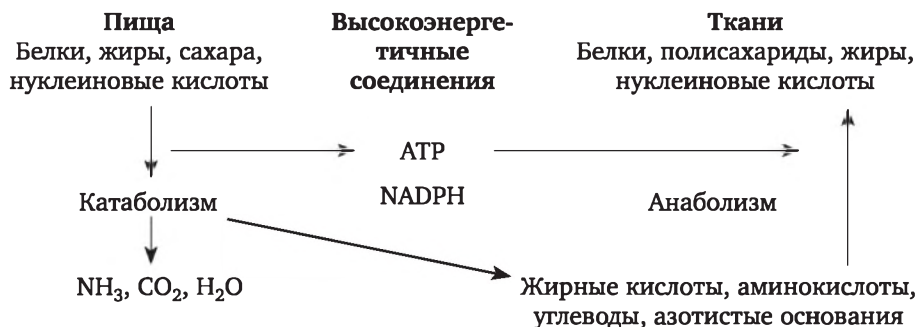 Пища
Белки, жиры, сахара,
нуклеиновые кислоты
Высокоэнерге-
тичные
соединения
Ткани
Белки, полисахариды, жиры,
нуклеиновые кислоты
ATP
NADPH
Катаболизм
Анаболизм
NH₃, CO₂, H₂O
Жирные кислоты, аминокислоты,
углеводы, азотистые основания